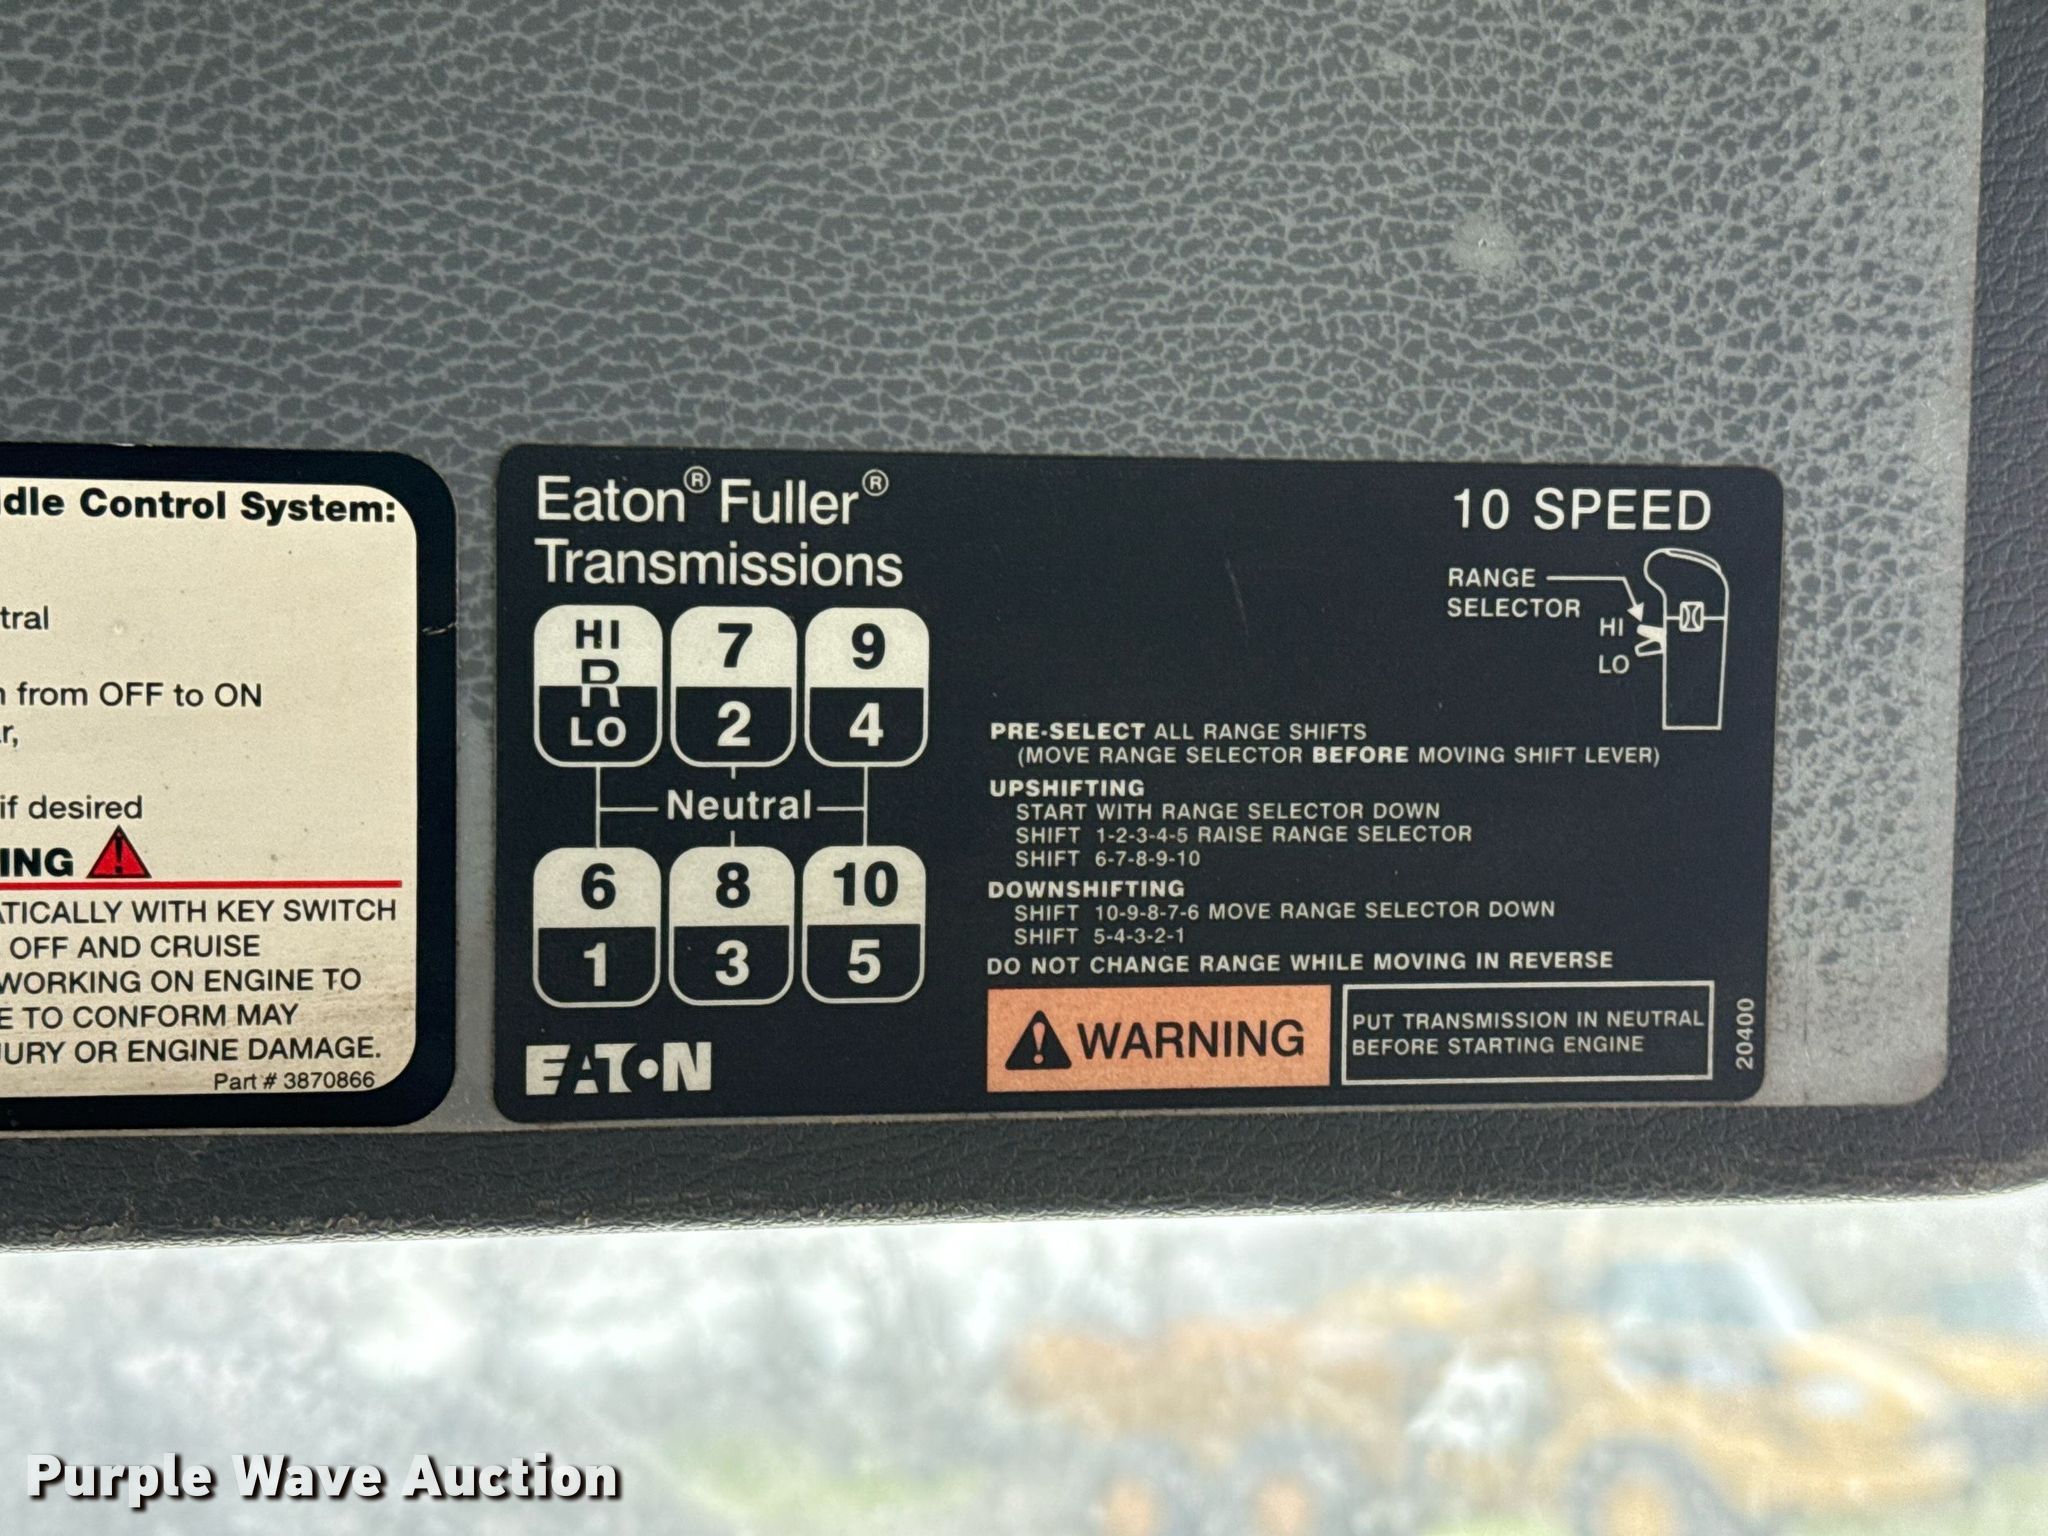 dle Control System:
tral
from OFF to ON
r,
if desired
ING
ATICALLY WITH KEY SWITCH
OFF AND CRUISE
WORKING ON ENGINE TO
E TO CONFORM MAY
JURY OR ENGINE DAMAGE.
Part # 3870866
Eaton® Fuller®
Transmissions
10 SPEED
RANGE
SELECTOR
HI
LO
HI 7 9
R
LO 2 4
Neutral
6 8 10
1 3 5
EATON
PRE-SELECT ALL RANGE SHIFTS
(MOVE RANGE SELECTOR BEFORE MOVING SHIFT LEVER)
UPSHIFTING
START WITH RANGE SELECTOR DOWN
SHIFT 1-2-3-4-5 RAISE RANGE SELECTOR
SHIFT 6-7-8-9-10
DOWNSHIFTING
SHIFT 10-9-8-7-6 MOVE RANGE SELECTOR DOWN
SHIFT 5-4-3-2-1
DO NOT CHANGE RANGE WHILE MOVING IN REVERSE
WARNING
PUT TRANSMISSION IN NEUTRAL
BEFORE STARTING ENGINE
20400
Purple Wave Auction